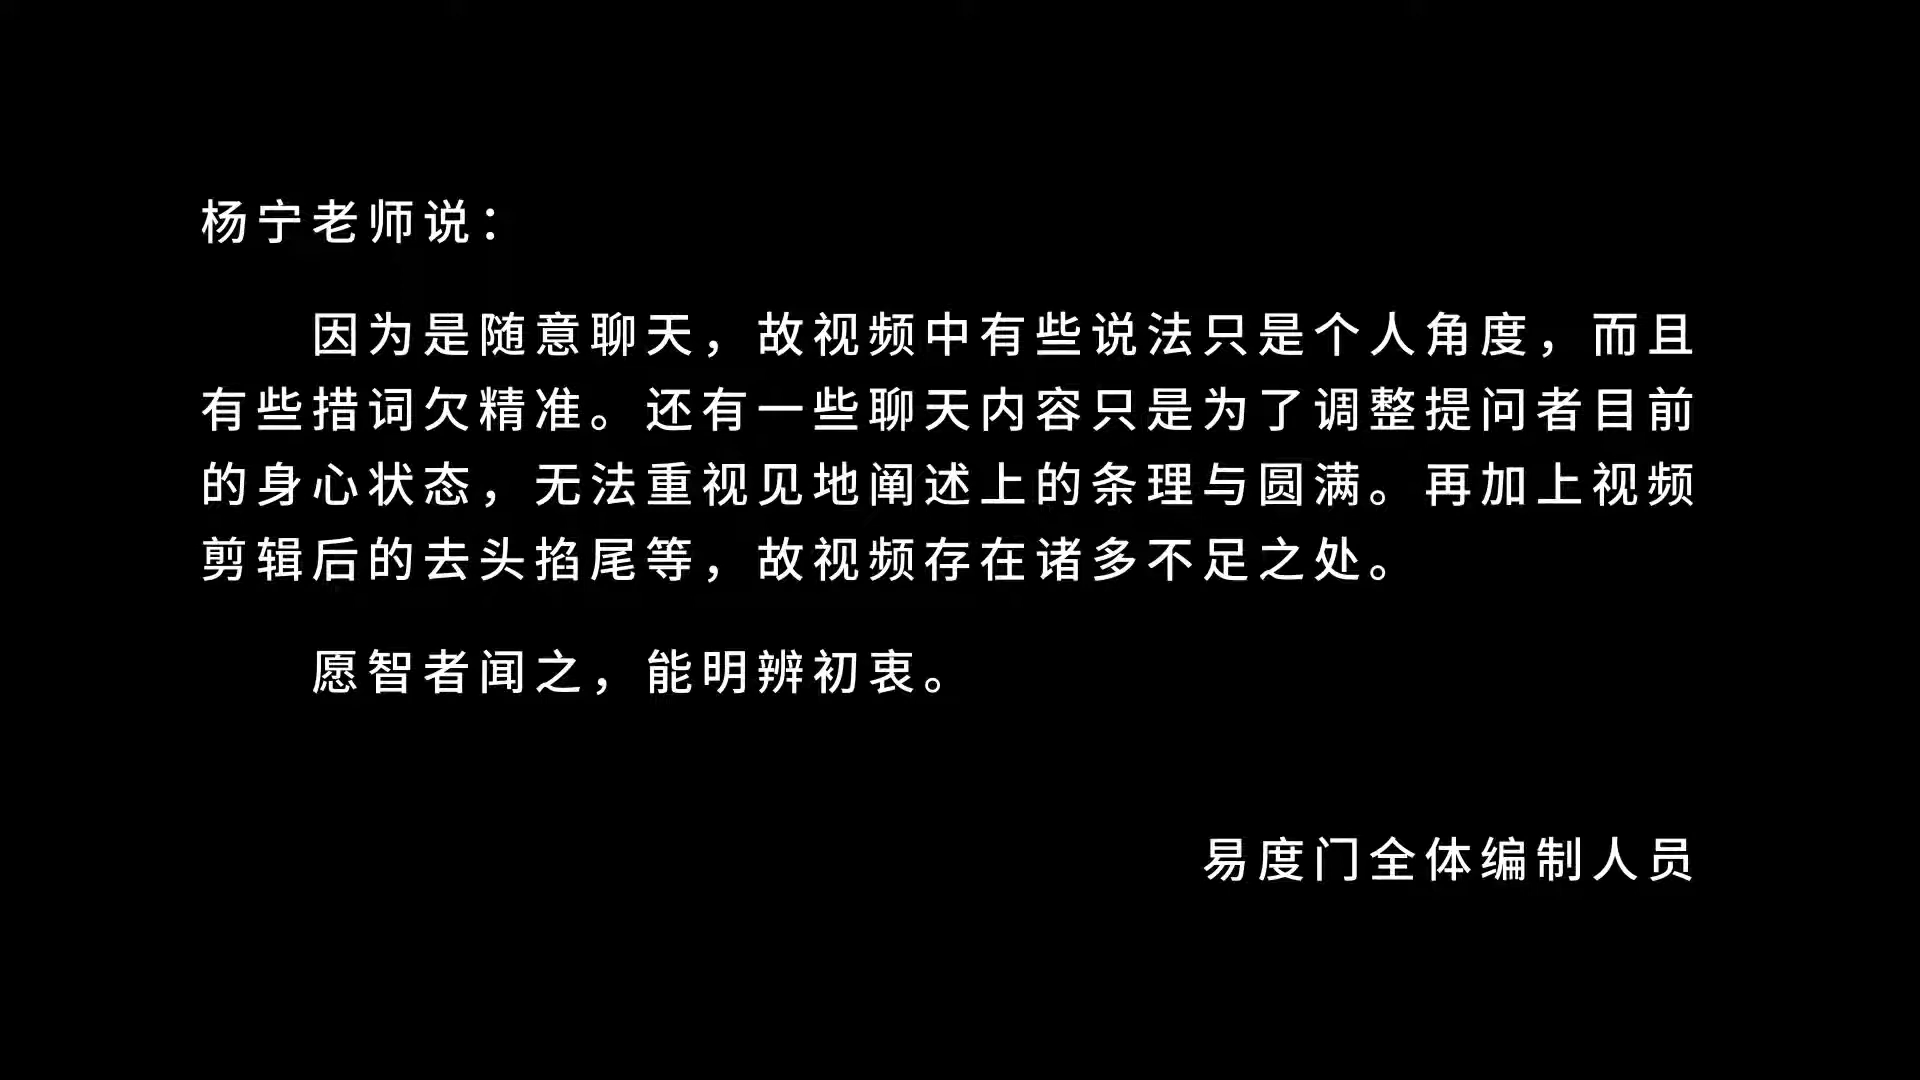 杨宁老师说：
因为是随意聊天，故视频中有些说法只是个人角度，而且
有些措词欠精准。还有一些聊天内容只是为了调整提问者目前
的身心状态，无法重视见地阐述上的条理与圆满。再加上视频
剪辑后的去头掐尾等，故视频存在诸多不足之处。
愿智者闻之，能明辨初衷。
易度门全体编制人员